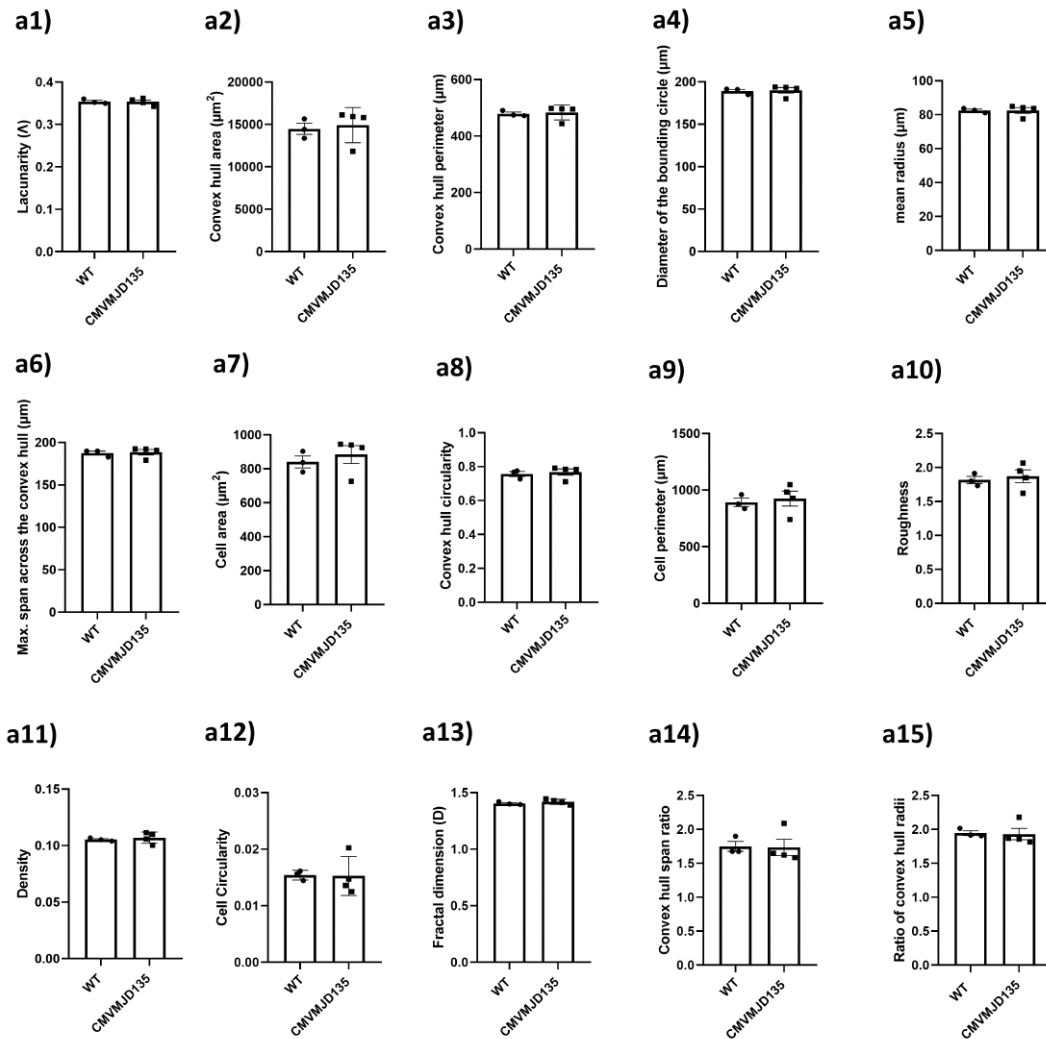 a1) a2) a3) a4) a5)
Lacunarity (Λ)
0.4
0.3
0.2
0.1
0.0
WT
CMVMJD135
Convex hull area (µm²)
20000
15000
10000
5000
0
WT
CMVMJD135
Convex hull perimeter (µm)
600
400
200
0
WT
CMVMJD135
Diameter of the bounding circle (µm)
200
150
100
50
0
WT
CMVMJD135
mean radius (µm)
100
80
60
40
20
0
WT
CMVMJD135
a6) a7) a8) a9) a10)
Max. span across the convex hull (µm)
200
150
100
50
0
WT
CMVMJD135
Cell area (µm²)
1000
800
600
400
200
0
WT
CMVMJD135
Convex hull circularity
1.0
0.8
0.6
0.4
0.2
0.0
WT
CMVMJD135
Cell perimeter (µm)
1500
1000
500
0
WT
CMVMJD135
Roughness
2.5
2.0
1.5
1.0
0.5
0.0
WT
CMVMJD135
a11) a12) a13) a14) a15)
Density
0.15
0.10
0.05
0.00
WT
CMVMJD135
Cell Circularity
0.03
0.02
0.01
0.00
WT
CMVMJD135
Fractal dimension (D)
1.5
1.0
0.5
0.0
WT
CMVMJD135
Convex hull span ratio
2.5
2.0
1.5
1.0
0.5
0.0
WT
CMVMJD135
Ratio of convex hull radii
2.5
2.0
1.5
1.0
0.5
0.0
WT
CMVMJD135